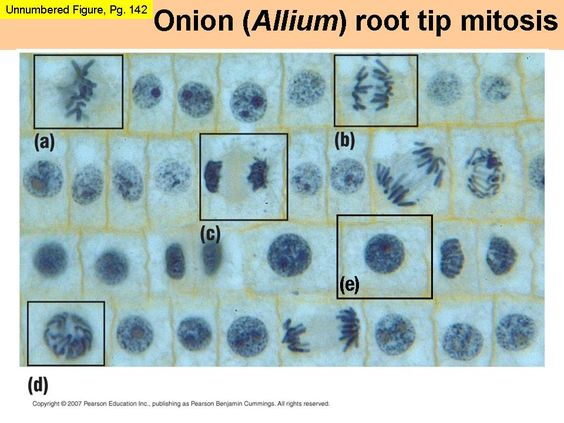 Unnumbered Figure, Pg. 142
Onion (Allium) root tip mitosis
(a)
(b)
(c)
(e)
(d)
Copyright © 2007 Pearson Education Inc., publishing as Pearson Benjamin Cummings. All rights reserved.